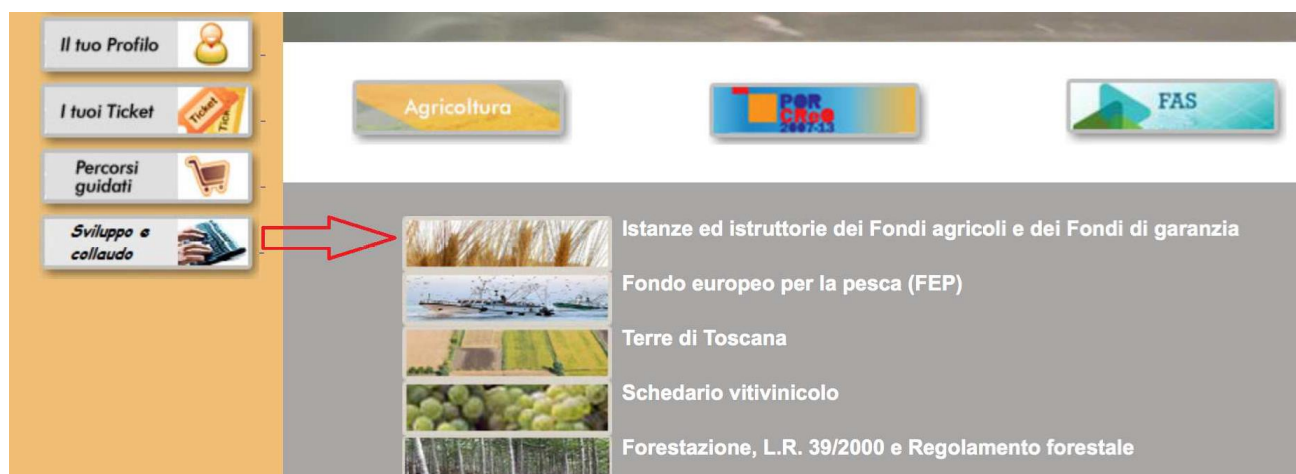 Il tuo Profilo
I tuoi Ticket
Ticket
Percorsi
guidati
Sviluppo e
collaudo
Agricoltura
POR
CReO
2007-13
FAS
Istanze ed istruttorie dei Fondi agricoli e dei Fondi di garanzia
Fondo europeo per la pesca (FEP)
Terre di Toscana
Schedario vitivinicolo
Forestazione, L.R. 39/2000 e Regolamento forestale